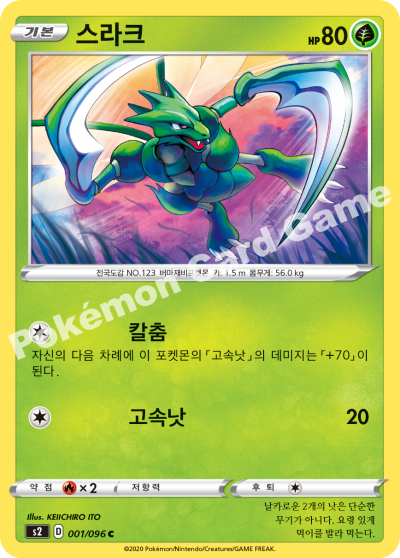 기본 스라크 HP 80
전국도감 NO.123 버마재비포켓몬 키: 1.5 m 몸무게: 56.0 kg
Pokémon Card Game
칼춤
자신의 다음 차례에 이 포켓몬의 「고속낫」의 데미지는 「+70」이
된다.
고속낫 20
약점 ×2 저항력 후퇴
Illus. KEIICHIRO ITO
s2 D 001/096 C
날카로운 2개의 낫은 단순한
무기가 아니다. 요령 있게
먹이를 발라 먹는다.
©2020 Pokémon/Nintendo/Creatures/GAME FREAK.